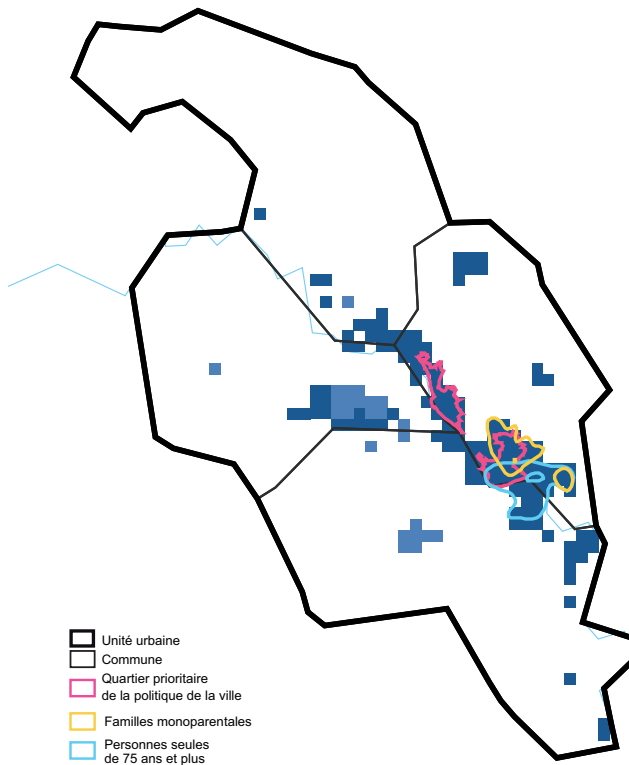 Unité urbaine
Commune
Quartier prioritaire
de la politique de la ville
Familles monoparentales
Personnes seules
de 75 ans et plus